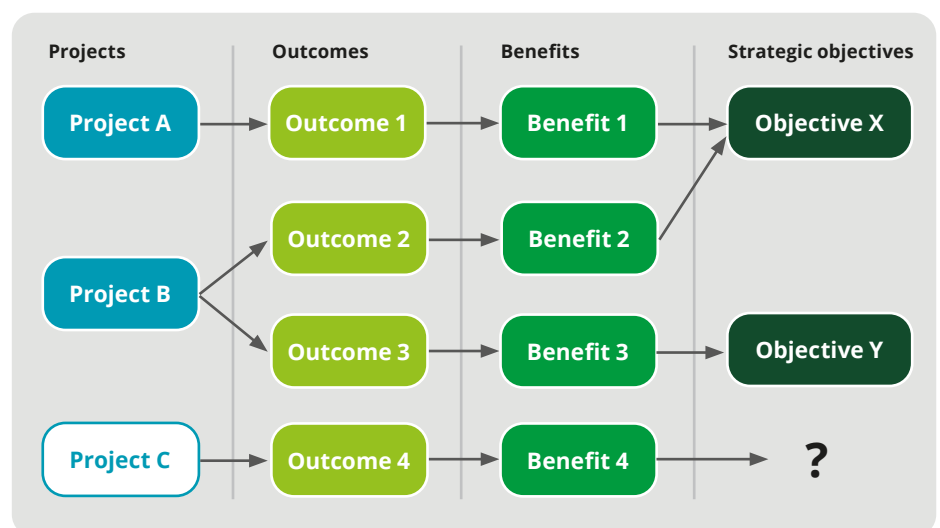 Projects
Outcomes
Benefits
Strategic objectives
Project A
Outcome 1
Benefit 1
Objective X
Outcome 2
Benefit 2
Project B
Outcome 3
Benefit 3
Objective Y
Project C
Outcome 4
Benefit 4
?